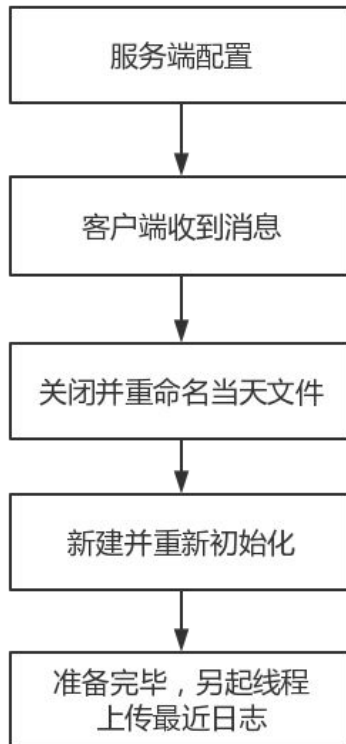 服务端配置
客户端收到消息
关闭并重命名当天文件
新建并重新初始化
准备完毕，另起线程
上传最近日志